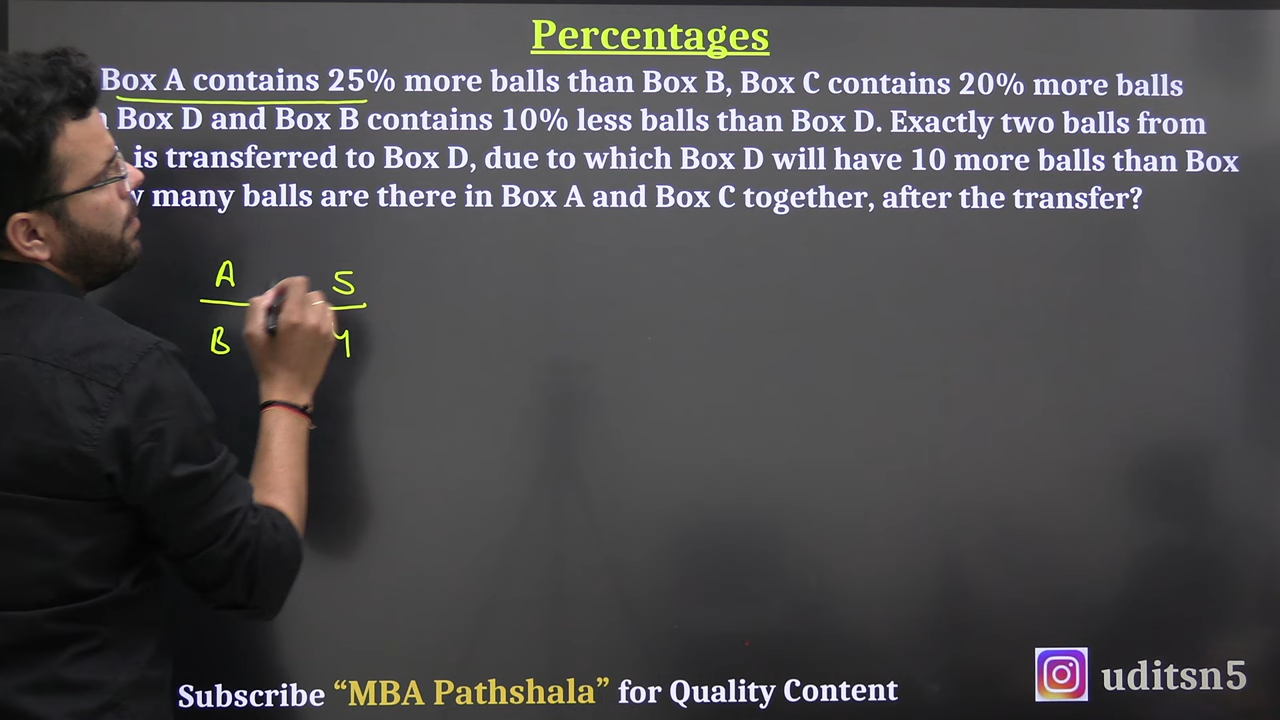 Percentages
Box A contains 25% more balls than Box B, Box C contains 20% more balls
Box D and Box B contains 10% less balls than Box D. Exactly two balls from
is transferred to Box D, due to which Box D will have 10 more balls than Box
many balls are there in Box A and Box C together, after the transfer?
A 5
B 4
Subscribe “MBA Pathshala” for Quality Content
uditsn5